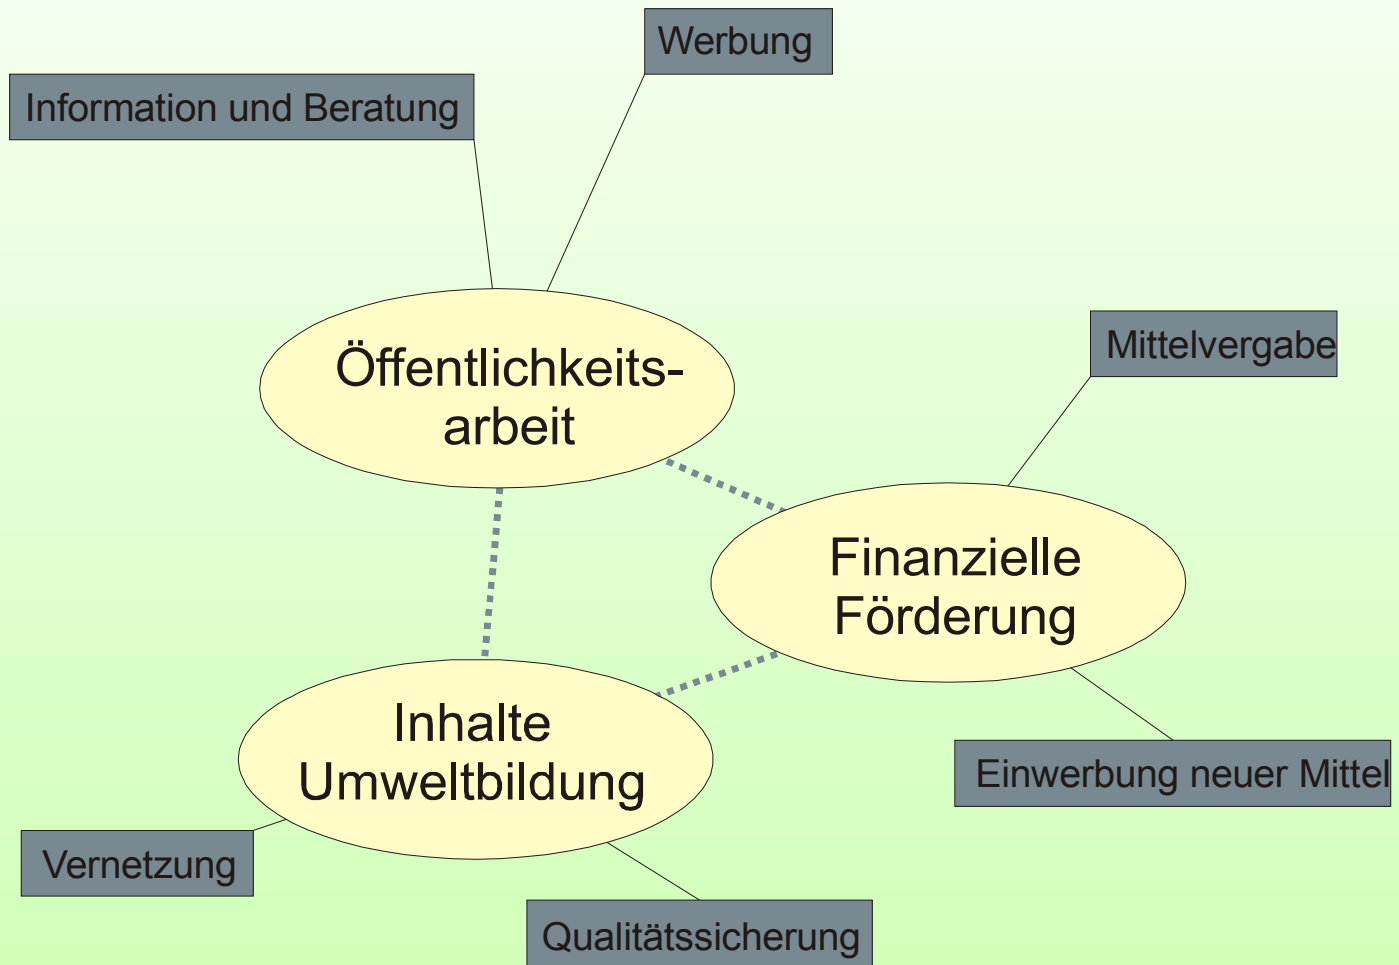 Werbung
Information und Beratung
Öffentlichkeits-
arbeit
Mittelvergabe
Finanzielle
Förderung
Inhalte
Umweltbildung
Einwerbung neuer Mittel
Vernetzung
Qualitätssicherung